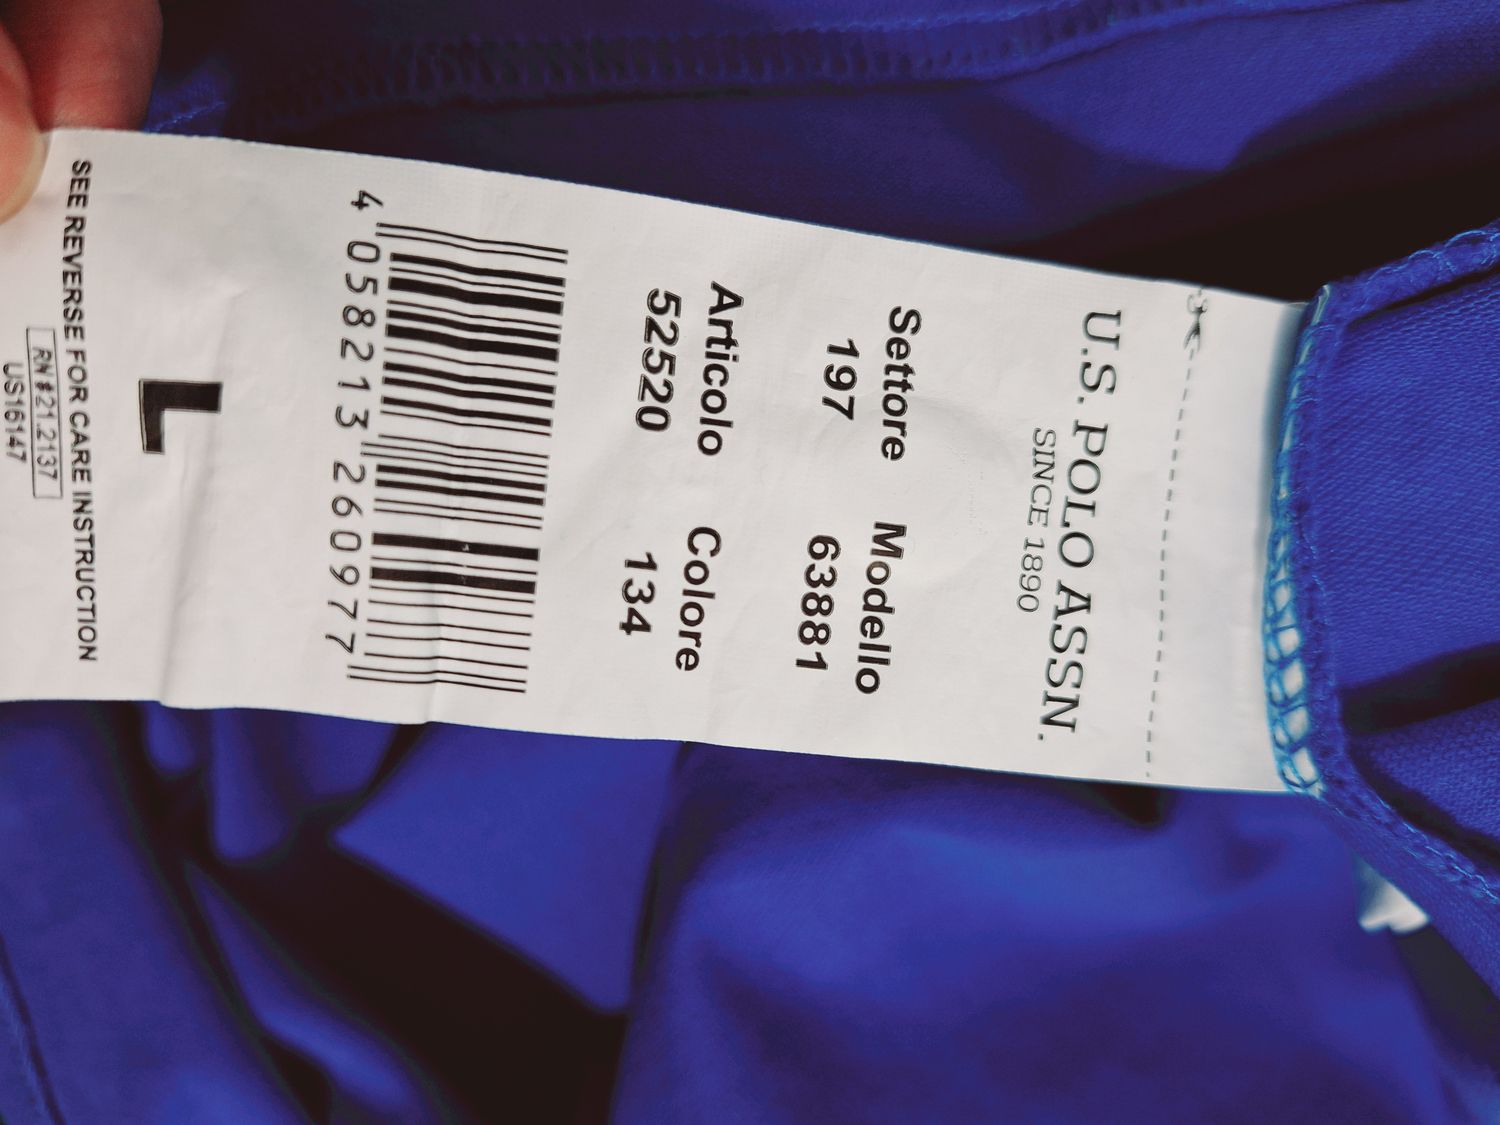 U.S. POLO ASSN.
SINCE 1890
Settore Modello
197 63881
Articolo Colore
52520 134
4 058213 260977
L
SEE REVERSE FOR CARE INSTRUCTION
RN#21.2137
US16147